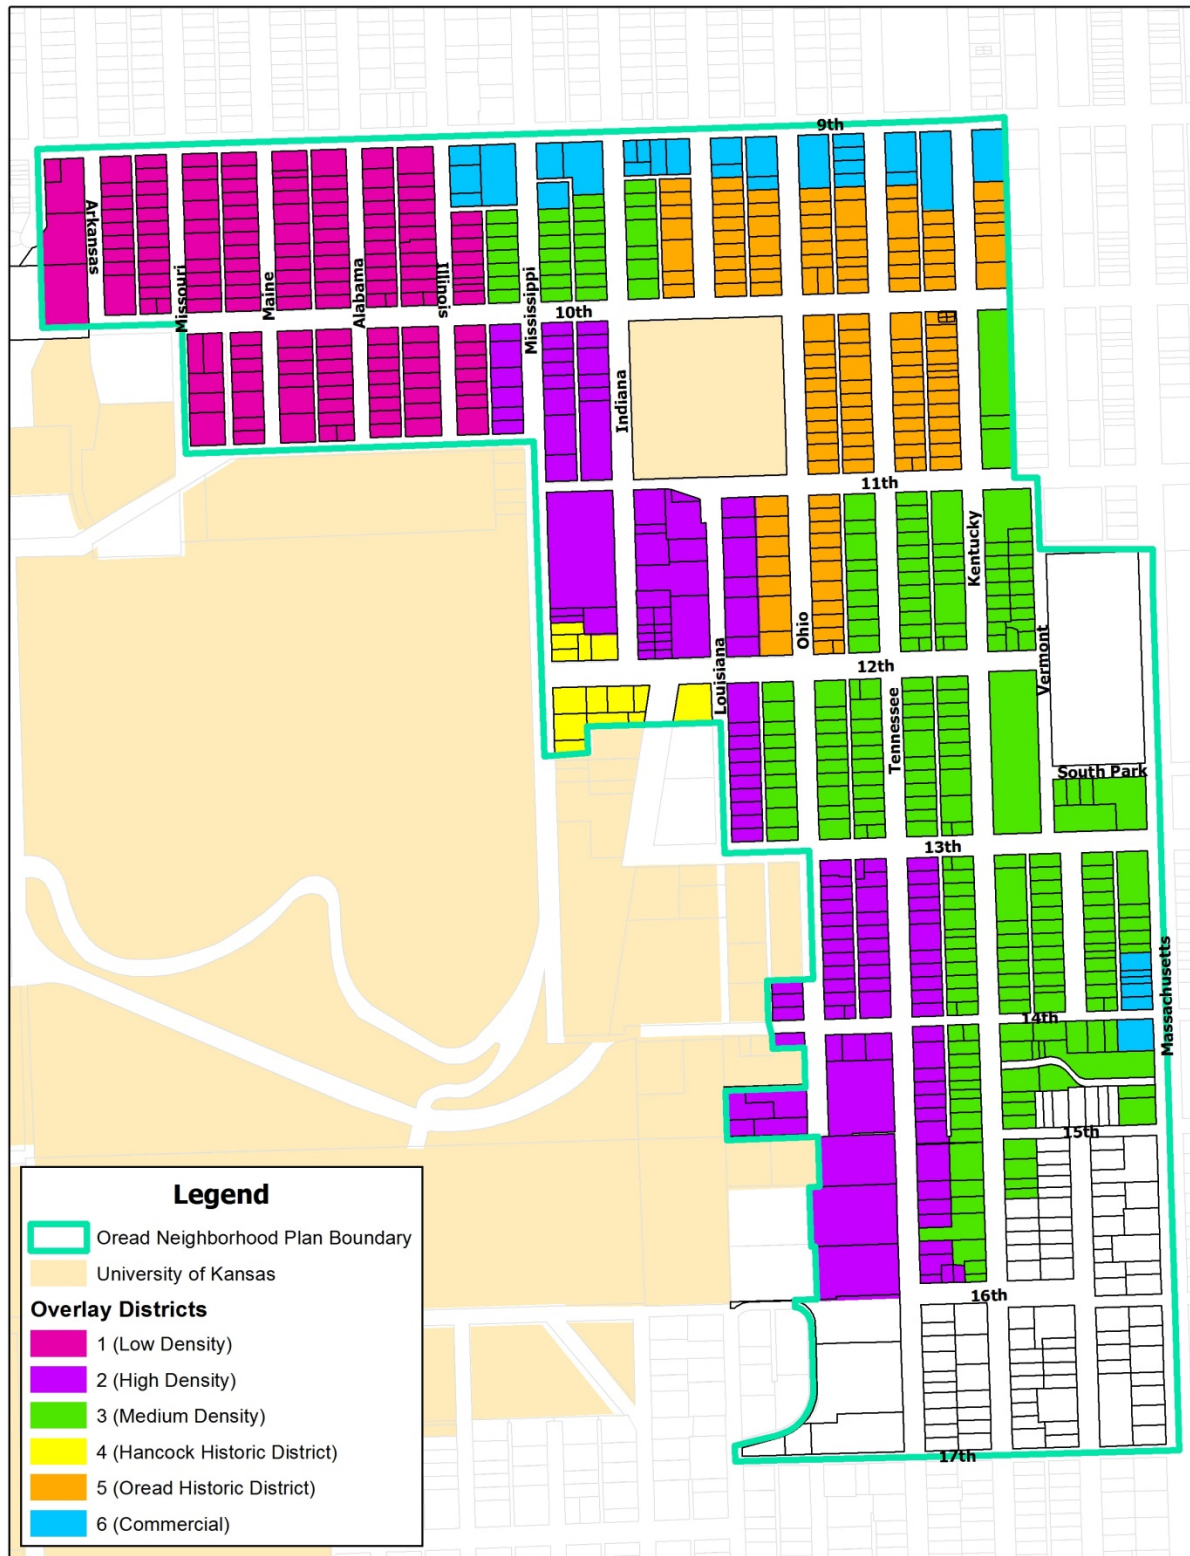 9th
Arkansas
Missouri
Maine
Alabama
Illinois
Mississippi
10th
Indiana
11th
Kentucky
Ohio
Louisiana
12th
Vermont
Tennessee
South Park
13th
Massachusetts
14th
15th
16th
17th
Legend
Oread Neighborhood Plan Boundary
University of Kansas
Overlay Districts
1 (Low Density)
2 (High Density)
3 (Medium Density)
4 (Hancock Historic District)
5 (Oread Historic District)
6 (Commercial)